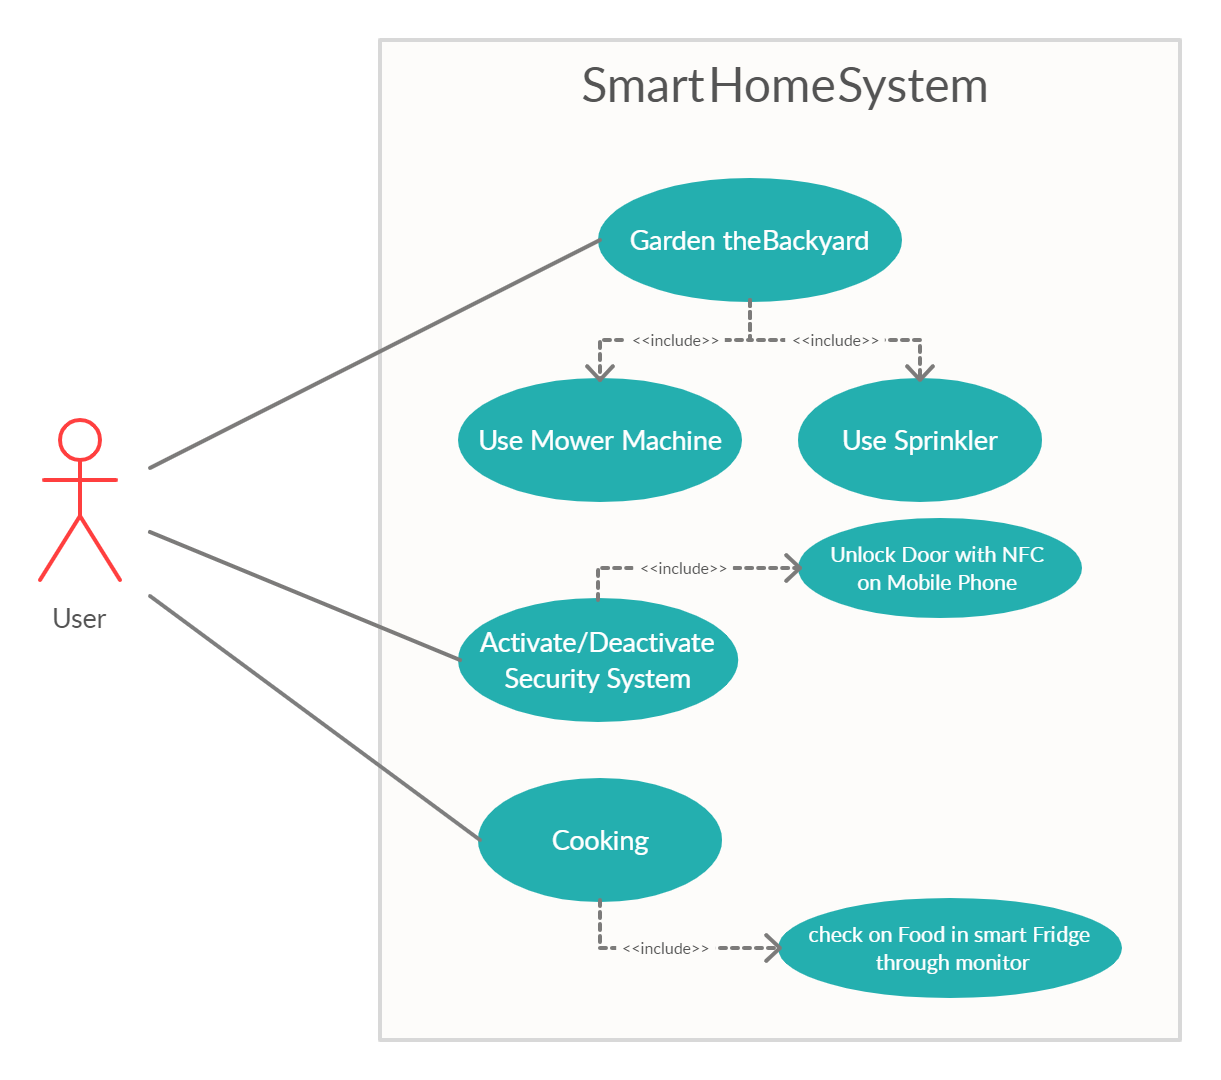 SmartHomeSystem
Garden theBackyard
<<include>> <<include>>
Use Mower Machine
Use Sprinkler
Unlock Door with NFC
on Mobile Phone
<<include>>
User
Activate/Deactivate
Security System
Cooking
<<include>>
check on Food in smart Fridge
through monitor